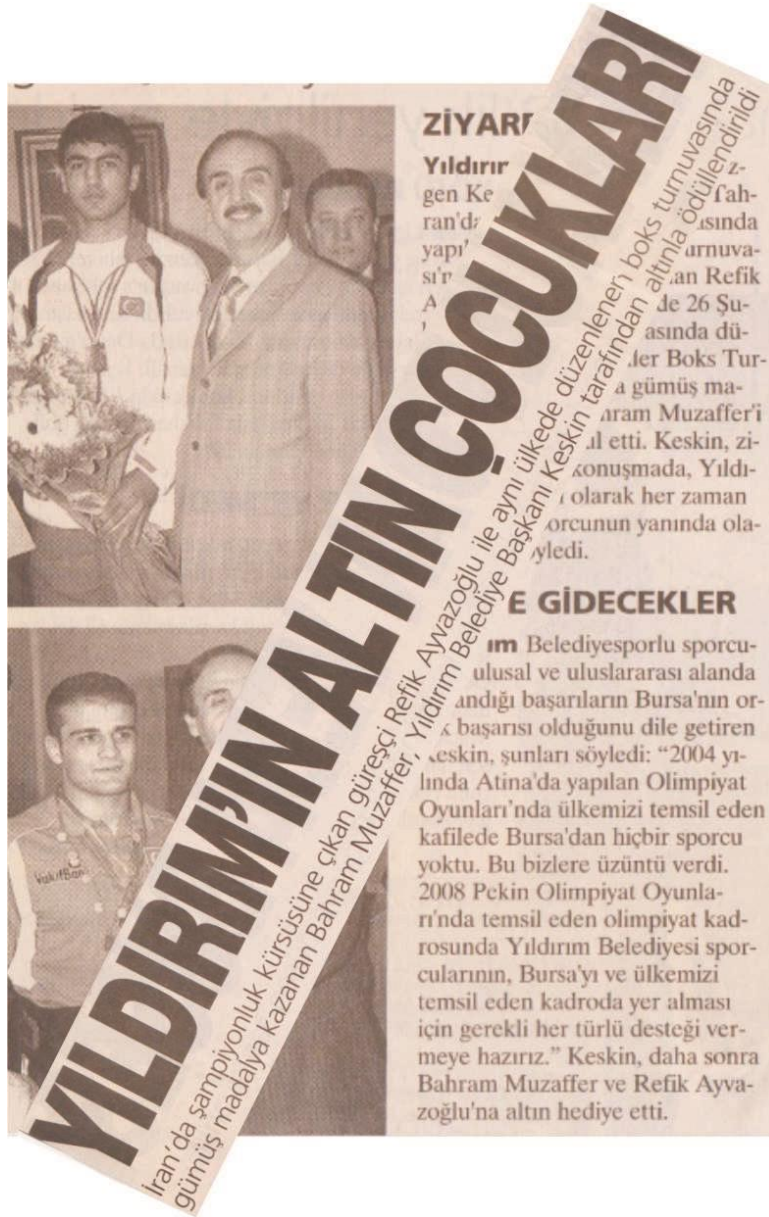 YILDIRIM'IN ALTIN ÇOCUKLARI
İran'da şampiyonluk kürsüsüne çıkan güreşçi Refik Ayvazoğlu ile aynı ülkede düzenlenen boks turnuvasında
gümüş madalya kazanan Bahram Muzaffer, Yıldırım Belediye Başkanı Keskin tarafından altınla ödüllendirildi
gen Ke
ran'da asında
yapı
an Refik
de 26 Şu-
asında dü-
ler Boks Tur-
a gümüş ma-
hram Muzaffer'i
etti. Keskin, zi-
konuşmada, Yıldı-
olarak her zaman
orcunun yanında ola-
yledi.
E GİDECEKLER
ım Belediyesporlu sporcu-
ulusal ve uluslararası alanda
andığı başarıların Bursa'nın or-
k başarısı olduğunu dile getiren
Keskin, şunları söyledi: “2004 yı-
lında Atina'da yapılan Olimpiyat
Oyunları'nda ülkemizi temsil eden
kafilede Bursa'dan hiçbir sporcu
yoktu. Bu bizlere üzüntü verdi.
2008 Pekin Olimpiyat Oyunla-
rı'nda temsil eden olimpiyat kad-
rosunda Yıldırım Belediyesi spor-
cularının, Bursa'yı ve ülkemizi
temsil eden kadroda yer alması
için gerekli her türlü desteği ver-
meye hazırız.” Keskin, daha sonra
Bahram Muzaffer ve Refik Ayva-
zoğlu'na altın hediye etti.